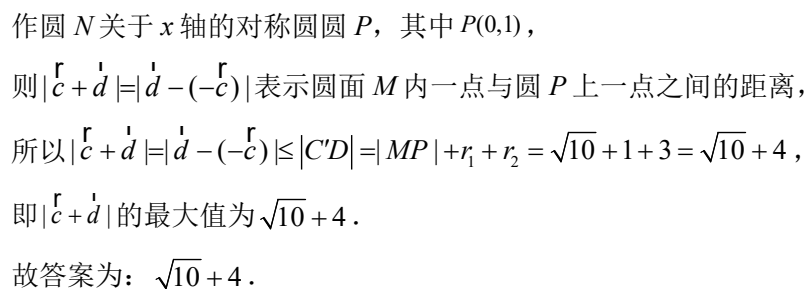 作圆 N 关于 x 轴的对称圆圆 P，其中 P(0,1)，
则|c⃗ + d⃗|=|d⃗ − (−c⃗)|表示圆面 M 内一点与圆 P 上一点之间的距离，
所以|c⃗ + d⃗|=|d⃗ − (−c⃗)|≤|C′D|=|MP|+r₁ + r₂ = √10 +1+3 = √10 + 4，
即|c⃗ + d⃗|的最大值为√10 + 4．
故答案为：√10 + 4．